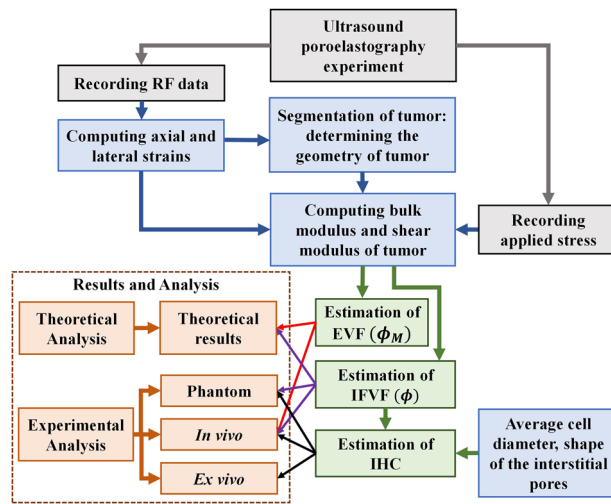 Ultrasound
poroelastography
experiment
Recording RF data
Computing axial and
lateral strains
Segmentation of tumor:
determining the
geometry of tumor
Computing bulk
modulus and shear
modulus of tumor
Recording
applied stress
Results and Analysis
Theoretical
Analysis
Theoretical
results
Estimation of
EVF (ϕ_M)
Phantom
Estimation of
IFVF (ϕ)
Experimental
Analysis
In vivo
Ex vivo
Estimation of
IHC
Average cell
diameter, shape
of the interstitial
pores